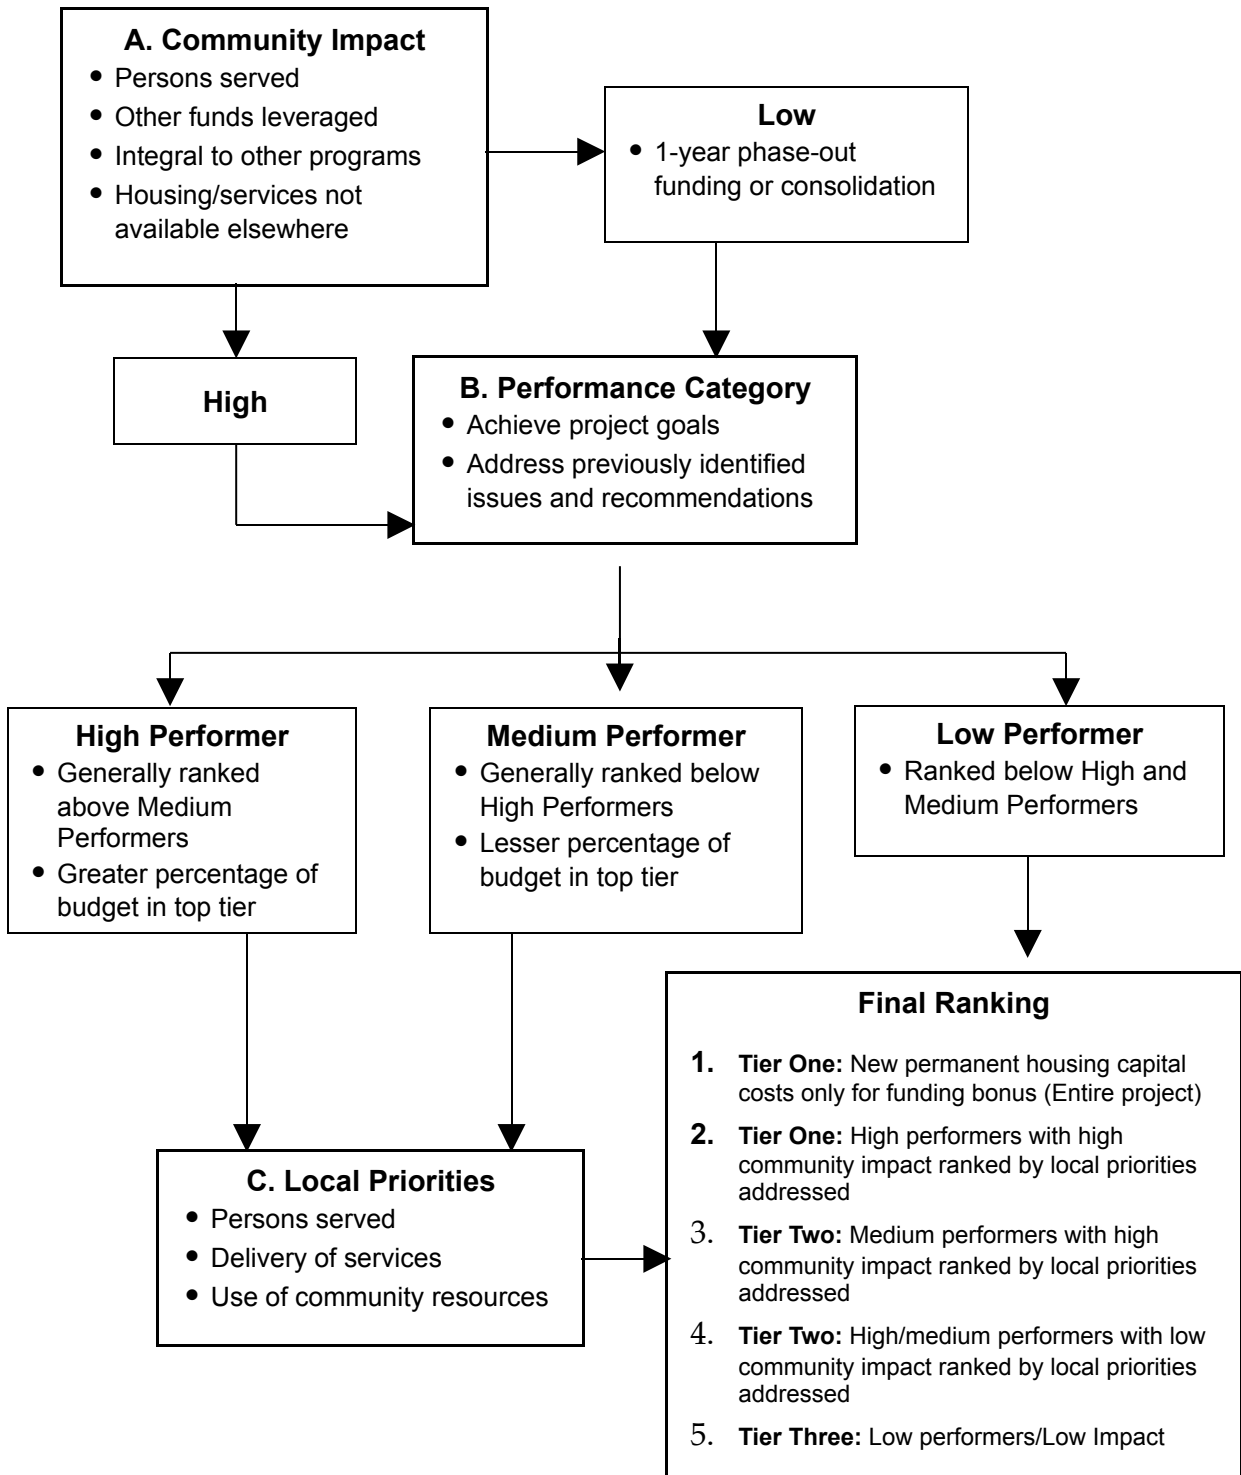 A. Community Impact
• Persons served
• Other funds leveraged
• Integral to other programs
• Housing/services not
available elsewhere
Low
• 1-year phase-out
funding or consolidation
High
B. Performance Category
• Achieve project goals
• Address previously identified
issues and recommendations
High Performer
• Generally ranked
above Medium
Performers
• Greater percentage of
budget in top tier
Medium Performer
• Generally ranked below
High Performers
• Lesser percentage of
budget in top tier
Low Performer
• Ranked below High and
Medium Performers
C. Local Priorities
• Persons served
• Delivery of services
• Use of community resources
Final Ranking
1. Tier One: New permanent housing capital
costs only for funding bonus (Entire project)
2. Tier One: High performers with high
community impact ranked by local priorities
addressed
3. Tier Two: Medium performers with high
community impact ranked by local priorities
addressed
4. Tier Two: High/medium performers with low
community impact ranked by local priorities
addressed
5. Tier Three: Low performers/Low Impact